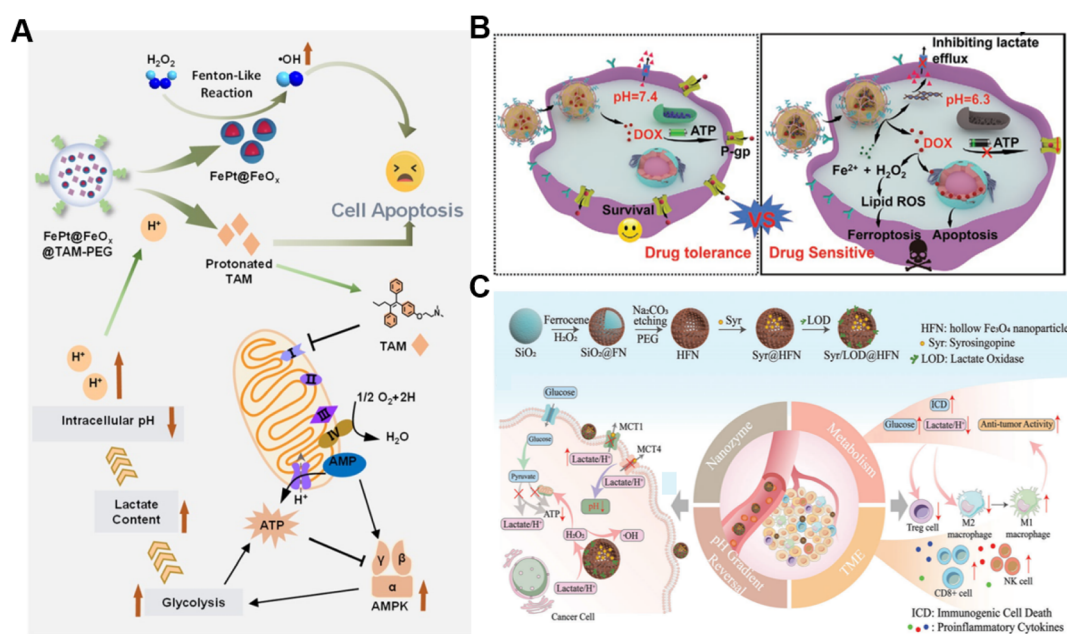 A
H₂O₂
•OH
Fenton-Like
Reaction
FePt@FeOₓ
FePt@FeOₓ
@TAM-PEG
H⁺
Protonated
TAM
Cell Apoptosis
TAM
H⁺
H⁺
Intracellular pH
Lactate
Content
Glycolysis
I
II
III
IV
1/2 O₂+2H
H₂O
AMP
H⁺
ATP
γ
β
α
AMPK
B
pH=7.4
DOX
ATP
P-gp
Survival
Drug tolerance
VS
Inhibiting lactate
efflux
pH=6.3
DOX
ATP
Fe²⁺ + H₂O₂
Lipid ROS
Ferroptosis
Apoptosis
Drug Sensitive
C
SiO₂
Ferrocene
H₂O₂
SiO₂@FN
Na₂CO₃
etching
PEG
HFN
Syr
Syr@HFN
LOD
Syr/LOD@HFN
HFN: hollow Fe₃O₄ nanoparticle
Syr: Syrosingopine
LOD: Lactate Oxidase
Glucose
Glucose
Pyruvate
ATP
Lactate/H⁺
Lactate/H⁺
MCT1
MCT4
Lactate/H⁺
pH
H₂O₂
·OH
Lactate/H⁺
Cancer Cell
Nanozyme
Metabolism
pH Gradient
Reversal
TME
ICD
Glucose
Lactate/H⁺
Anti-tumor Activity
Treg cell
M2
macrophage
M1
macrophage
CD8+ cell
NK cell
ICD: Immunogenic Cell Death
: Proinflammatory Cytokines